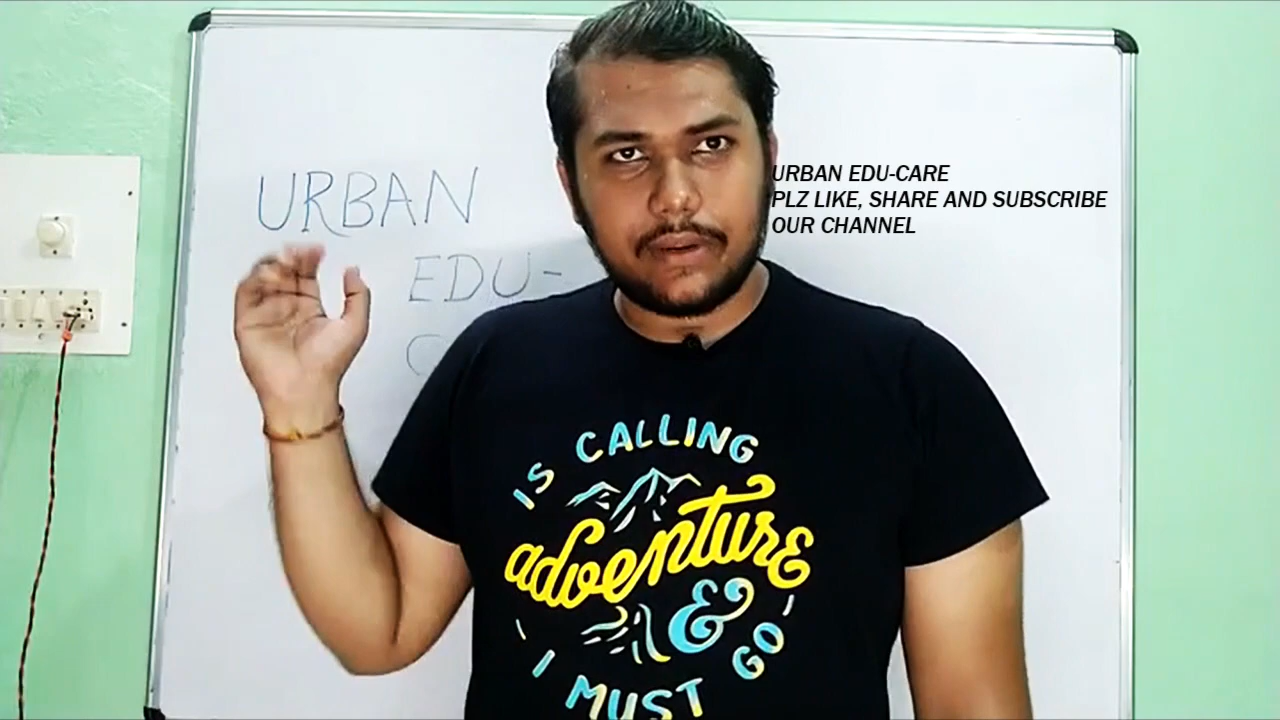 URBAN
EDU-
C
URBAN EDU-CARE
PLZ LIKE, SHARE AND SUBSCRIBE
OUR CHANNEL
IS CALLING
adventure
&
I MUST GO